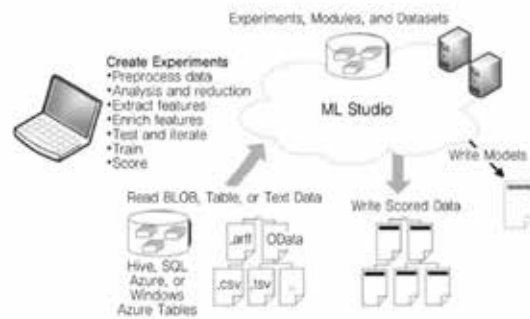 Experiments, Modules, and Datasets
Create Experiments
•Preprocess data
•Analysis and reduction
•Extract features
•Enrich features
•Test and iterate
•Train
•Score
ML Studio
Write Models
Read BLOB, Table, or Text Data
Write Scored Data
.arff
OData
Hive, SQL
Azure, or
Windows
Azure Tables
.csv
.tsv